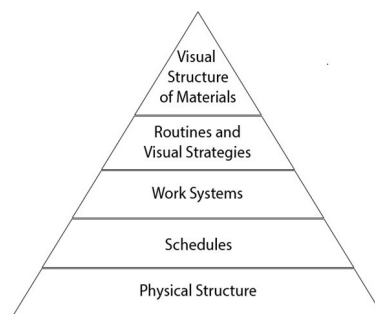 Visual
Structure
of Materials
Routines and
Visual Strategies
Work Systems
Schedules
Physical Structure